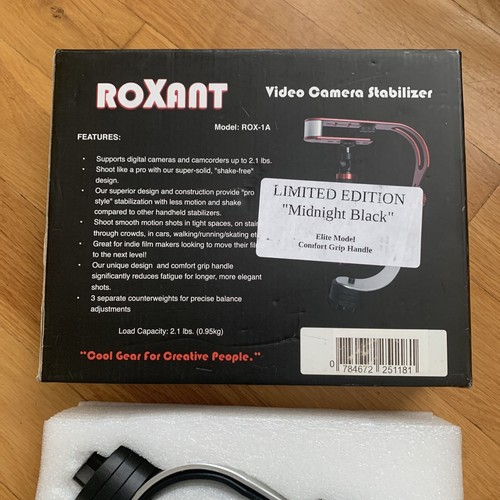 ROXANT
Video Camera Stabilizer
Model: ROX-1A
FEATURES:
Supports digital cameras and camcorders up to 2.1 lbs.
Shoot like a pro with our super-solid, "shake-free"
design.
Our superior design and construction provide "pro
style" stabilization with less motion and shake
compared to other handheld stabilizers.
Shoot smooth motion shots in tight spaces, on
through crowds, in cars, walking/running/skating
Great for indie film makers looking to move their
to the next level!
Our unique design and comfort grip handle
significantly reduces fatigue for longer, more elegant
shots.
3 separate counterweights for precise balance
adjustments
Load Capacity: 2.1 lbs. (0.95kg)
"Cool Gear For Creative People."
LIMITED EDITION
"Midnight Black"
Elite Model
Comfort Grip Handle
0 784672 251181